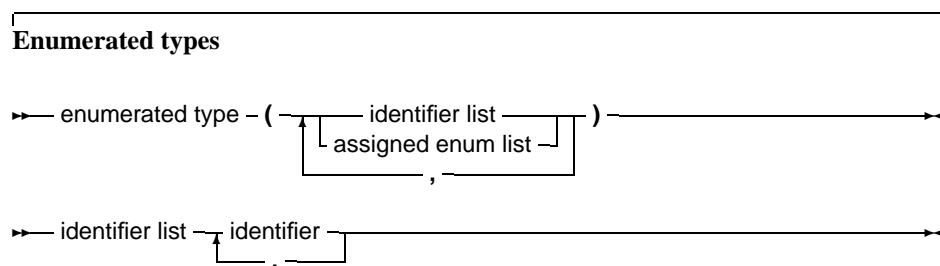 Enumerated types
enumerated type ( identifier list )
assigned enum list
,
identifier list identifier
,